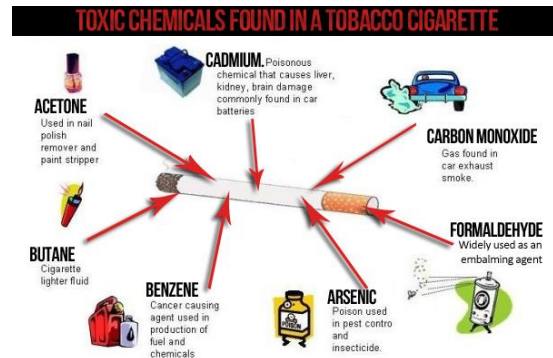 TOXIC CHEMICALS FOUND IN A TOBACCO CIGARETTE
CADMIUM. Poisonous
chemical that causes liver,
kidney, brain damage
commonly found in car
batteries
ACETONE
Used in nail
polish
remover and
paint stripper
CARBON MONOXIDE
Gas found in
car exhaust
smoke.
BUTANE
Cigarette
lighter fluid
BENZENE
Cancer causing
agent used in
production of
fuel and
chemicals
ARSENIC
Poison used
in pest contro
and
insecticide.
FORMALDEHYDE
Widely used as an
embalming agent
POISON